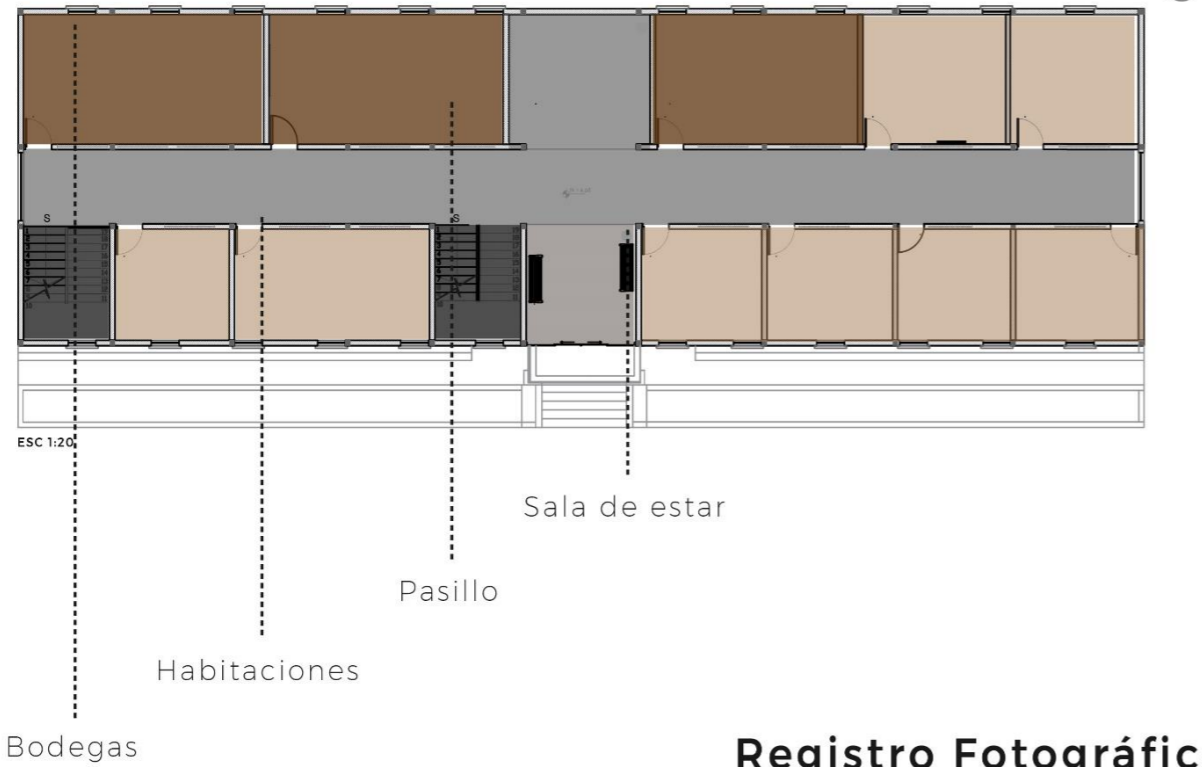 S
S
ESC 1:20
Sala de estar
Pasillo
Habitaciones
Bodegas
Registro Fotográfic